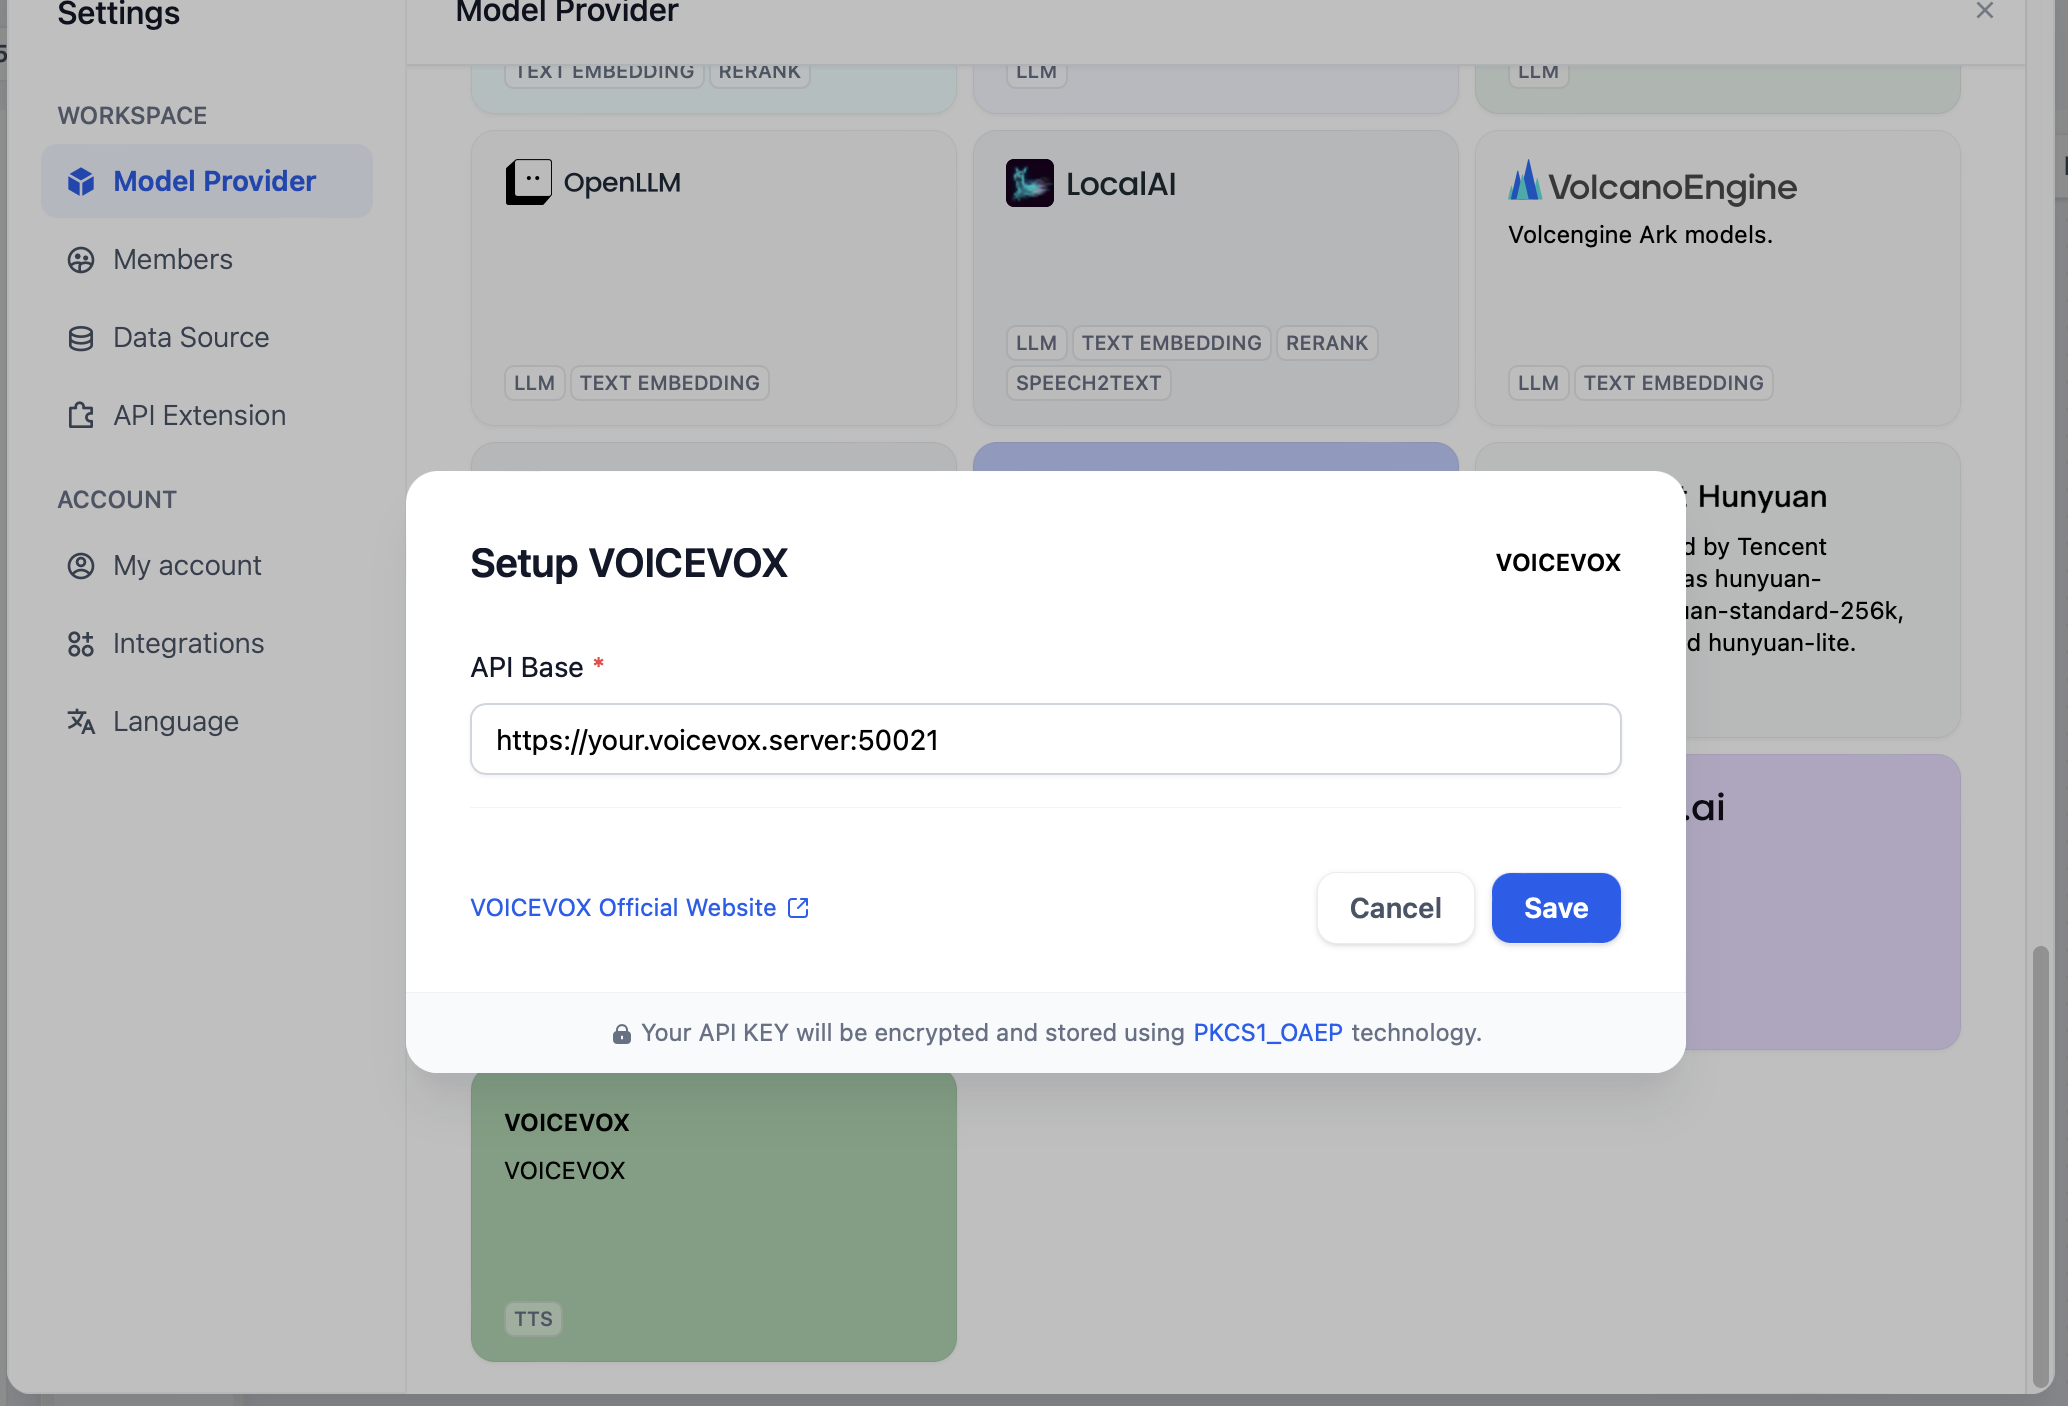 Settings
WORKSPACE
Model Provider
Members
Data Source
API Extension
ACCOUNT
My account
Integrations
Language
Model Provider
TEXT EMBEDDING RERANK
LLM
LLM
OpenLLM
LLM TEXT EMBEDDING
LocalAI
LLM TEXT EMBEDDING RERANK
SPEECH2TEXT
VolcanoEngine
Volcengine Ark models.
LLM TEXT EMBEDDING
Hunyuan
d by Tencent
as hunyuan-
an-standard-256k,
d hunyuan-lite.
.ai
Setup VOICEVOX
VOICEVOX
API Base *
https://your.voicevox.server:50021
VOICEVOX Official Website
Cancel
Save
Your API KEY will be encrypted and stored using PKCS1_OAEP technology.
VOICEVOX
VOICEVOX
TTS